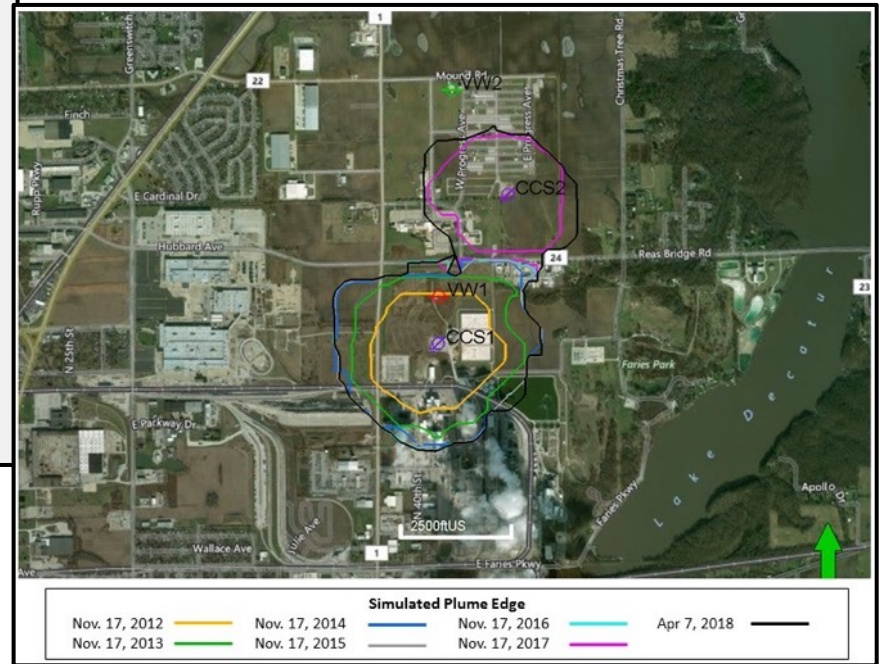 Greenswitch
1
Christmas Tree Rd
22
Mound Rd
VW2
Finch
W Progress Ave
E Progress Ave
Rupp Pkwy
E Cardinal Dr
CCS2
Hubbard Ave
24
Reas Bridge Rd
23
VW1
N 25th St
CCS1
Faries Park
Lake Decatur
E Parkway Dr
N 40th St
Apollo Dr
2500ftUS
Julie Ave
Faries Pkwy
Wallace Ave
1
E Faries Pkwy
Ave
Simulated Plume Edge
Nov. 17, 2012 Nov. 17, 2014 Nov. 17, 2016 Apr 7, 2018
Nov. 17, 2013 Nov. 17, 2015 Nov. 17, 2017